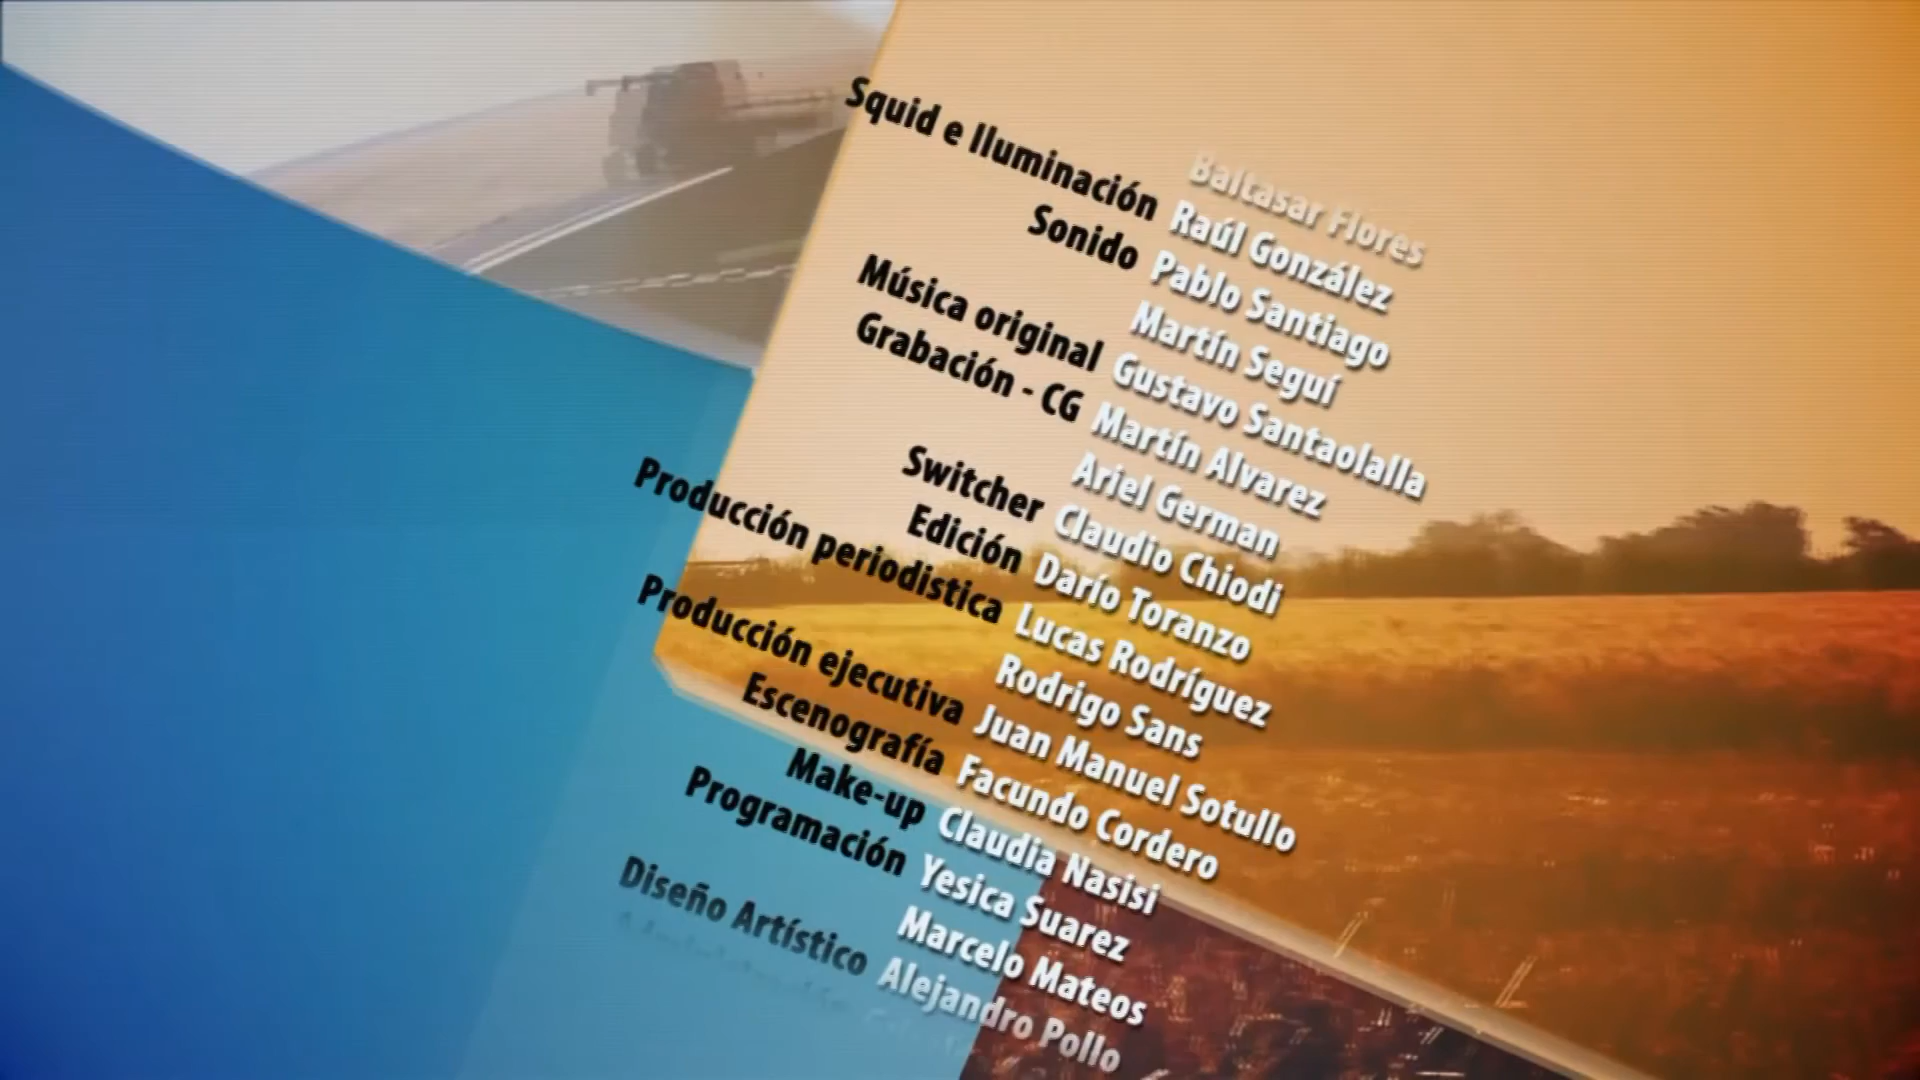 Baltasar Flores
Squid e Iluminación Raúl González
Sonido Pablo Santiago
Martín Seguí
Música original Gustavo Santaolalla
Grabación - CG Martín Alvarez
Ariel German
Switcher Claudio Chiodi
Edición Darío Toranzo
Producción periodistica Lucas Rodríguez
Rodrigo Sans
Producción ejecutiva Juan Manuel Sotullo
Escenografía Facundo Cordero
Make-up Claudia Nasisi
Programación Yesica Suarez
Marcelo Mateos
Diseño Artístico Alejandro Pollo